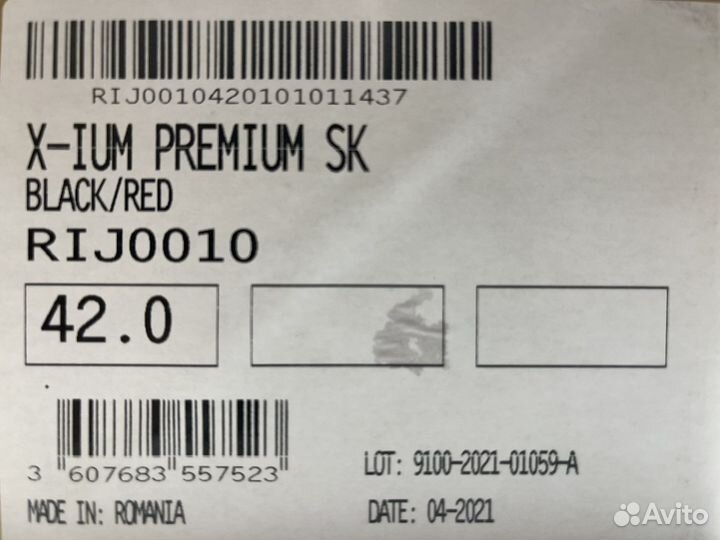 RIJ0010420101011437
X-IUM PREMIUM SK
BLACK/RED
RIJ0010
42.0
3 607683 557523
LOT: 9100-2021-01059-A
MADE IN: ROMANIA
DATE: 04-2021
Avito